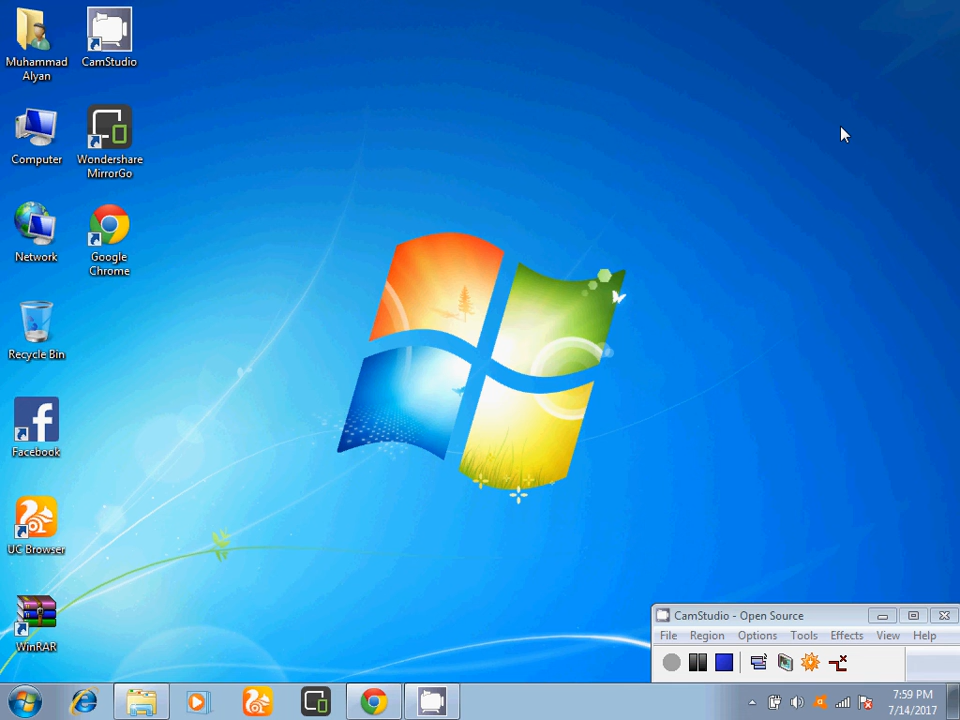 Muhammad
Alyan
CamStudio
Computer
Wondershare
MirrorGo
Network
Google
Chrome
Recycle Bin
Facebook
UC Browser
WinRAR
CamStudio - Open Source
File Region Options Tools Effects View Help
7:59 PM
7/14/2017